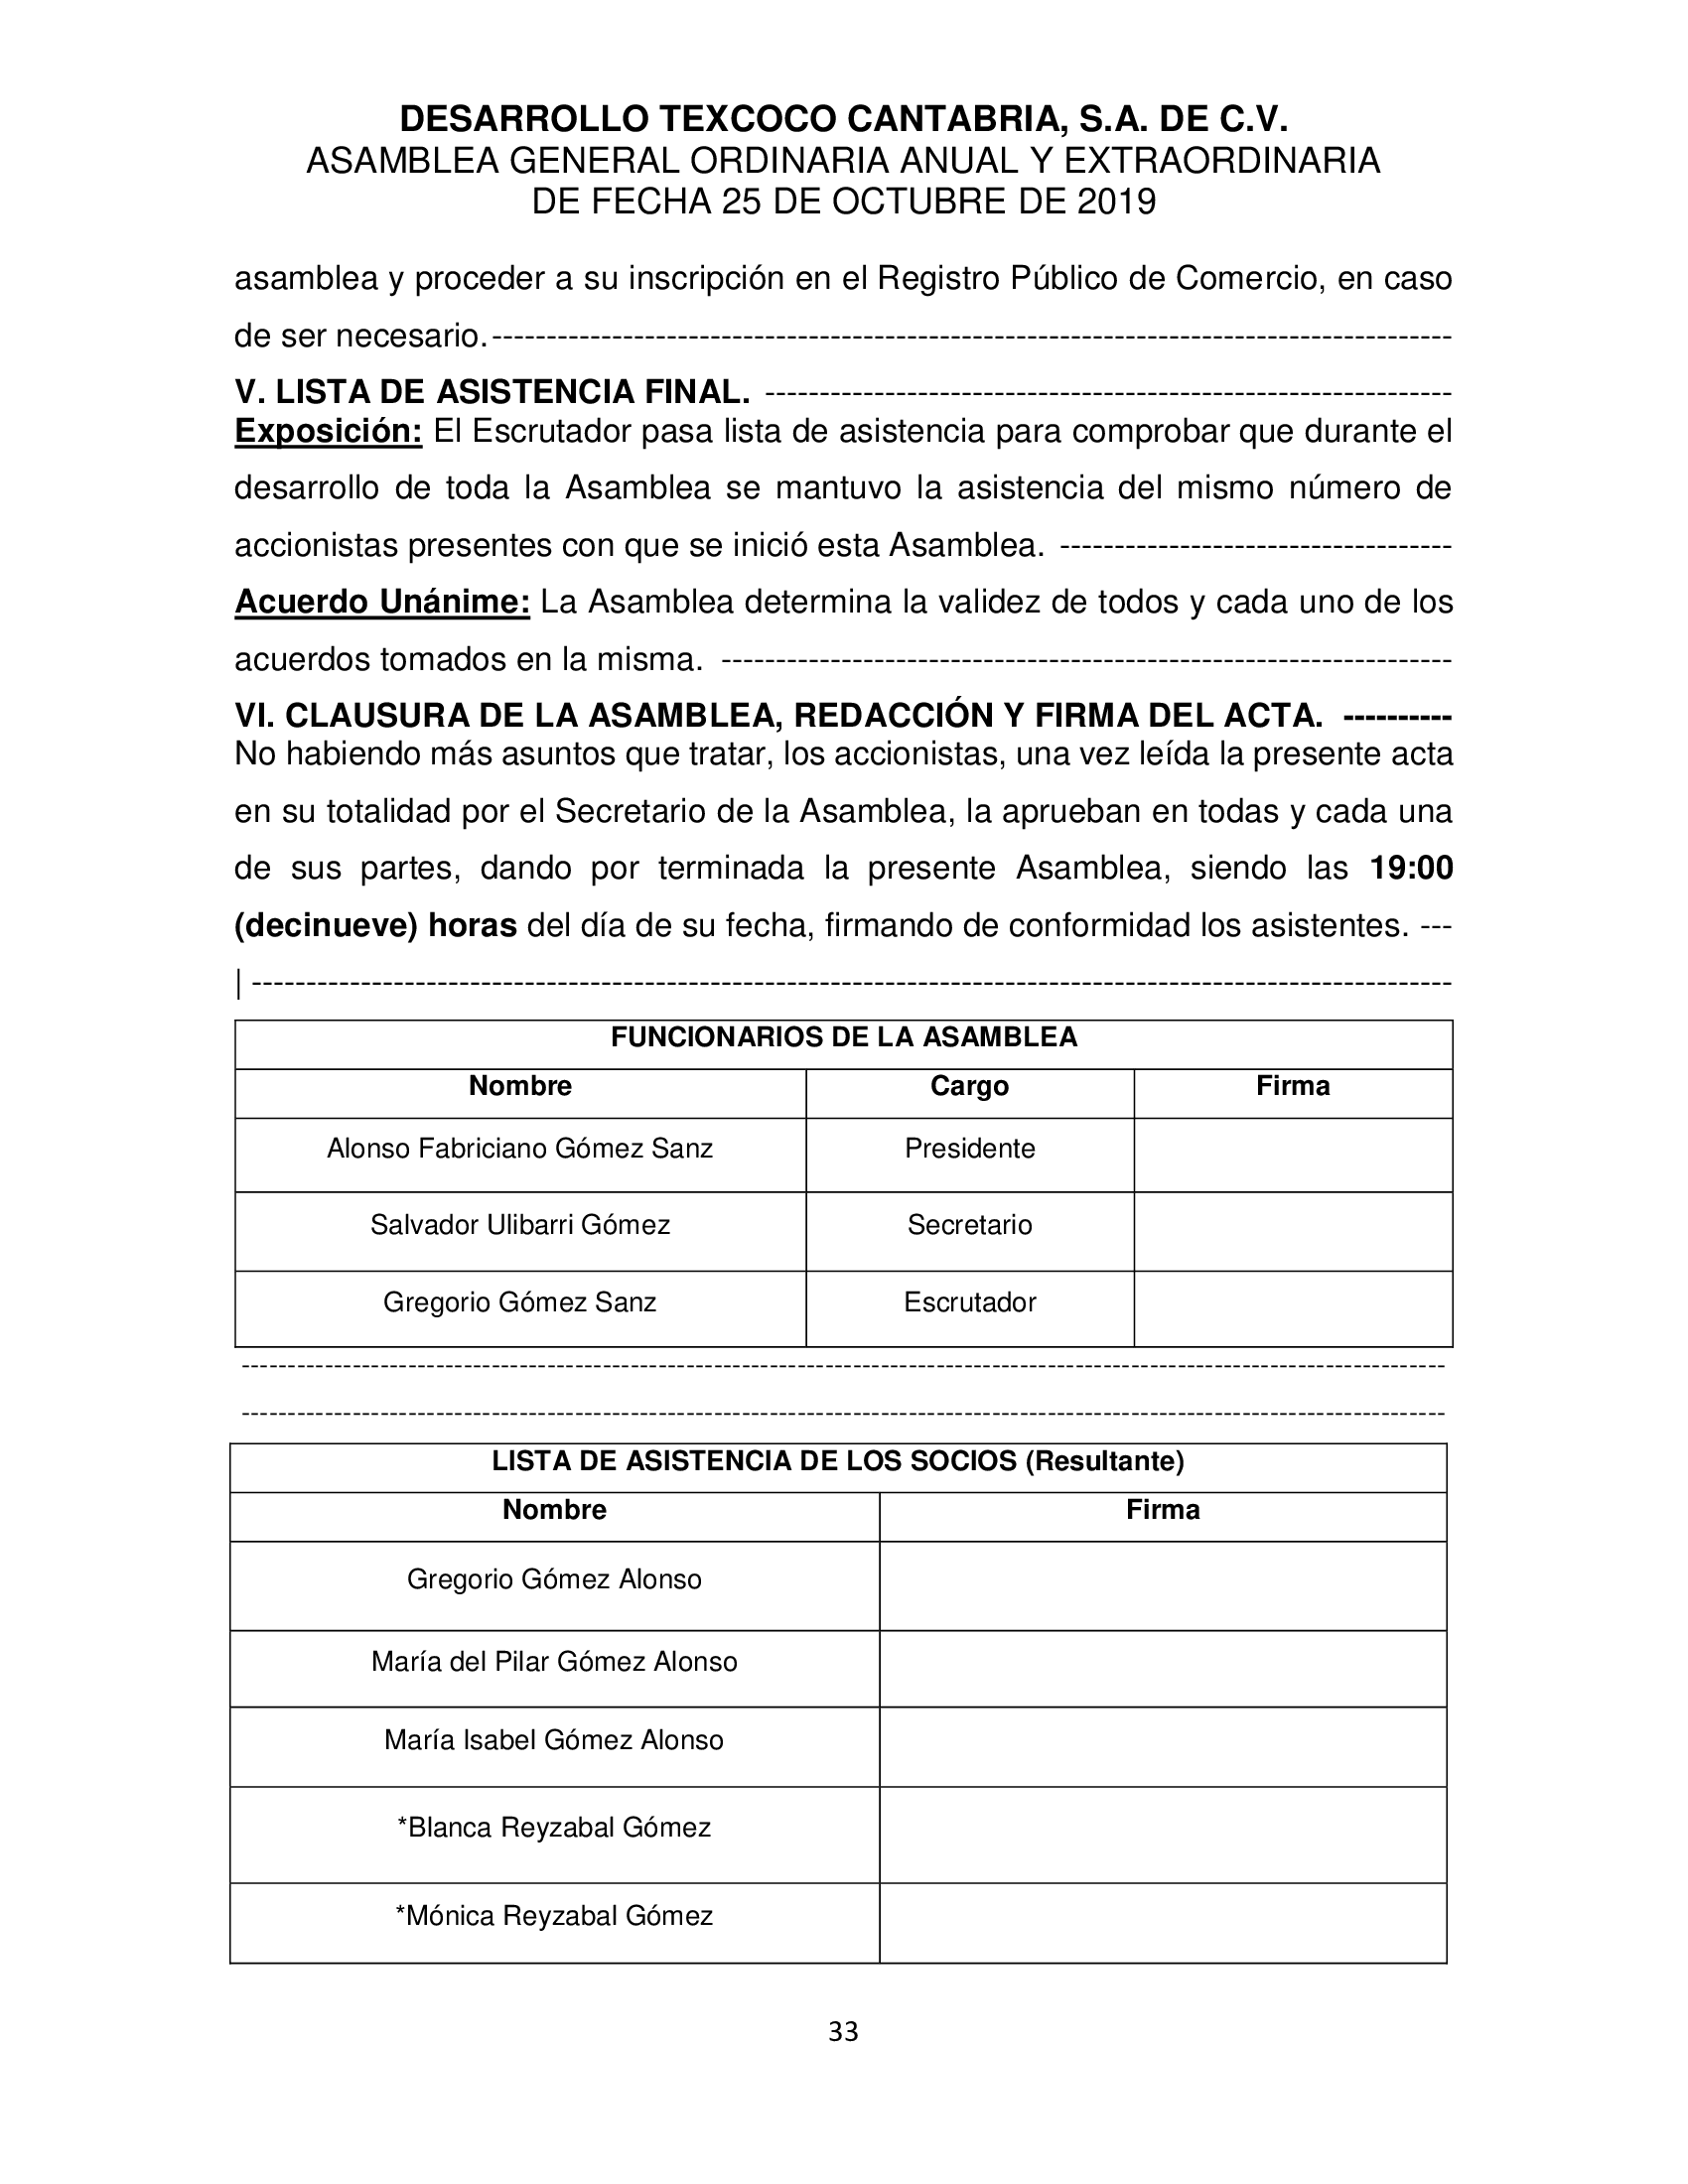 DESARROLLO TEXCOCO CANTABRIA, S.A. DE C.V.
ASAMBLEA GENERAL ORDINARIA ANUAL Y EXTRAORDINARIA
DE FECHA 25 DE OCTUBRE DE 2019
asamblea y proceder a su inscripción en el Registro Público de Comercio, en caso
de ser necesario. ----------------------------------------------------------------------------------------
V. LISTA DE ASISTENCIA FINAL. ---------------------------------------------------------------
Exposición: El Escrutador pasa lista de asistencia para comprobar que durante el
desarrollo de toda la Asamblea se mantuvo la asistencia del mismo número de
accionistas presentes con que se inició esta Asamblea. ------------------------------------
Acuerdo Unánime: La Asamblea determina la validez de todos y cada uno de los
acuerdos tomados en la misma. -------------------------------------------------------------------
VI. CLAUSURA DE LA ASAMBLEA, REDACCIÓN Y FIRMA DEL ACTA. ----------
No habiendo más asuntos que tratar, los accionistas, una vez leída la presente acta
en su totalidad por el Secretario de la Asamblea, la aprueban en todas y cada una
de sus partes, dando por terminada la presente Asamblea, siendo las 19:00
(decinueve) horas del día de su fecha, firmando de conformidad los asistentes. ---
| --------------------------------------------------------------------------------------------------------------
FUNCIONARIOS DE LA ASAMBLEA
Nombre Cargo Firma
Alonso Fabriciano Gómez Sanz Presidente
Salvador Ulibarri Gómez Secretario
Gregorio Gómez Sanz Escrutador
------------------------------------------------------------------------------------------------------------------------------------
------------------------------------------------------------------------------------------------------------------------------------
LISTA DE ASISTENCIA DE LOS SOCIOS (Resultante)
Nombre Firma
Gregorio Gómez Alonso
María del Pilar Gómez Alonso
María Isabel Gómez Alonso
*Blanca Reyzabal Gómez
*Mónica Reyzabal Gómez
33